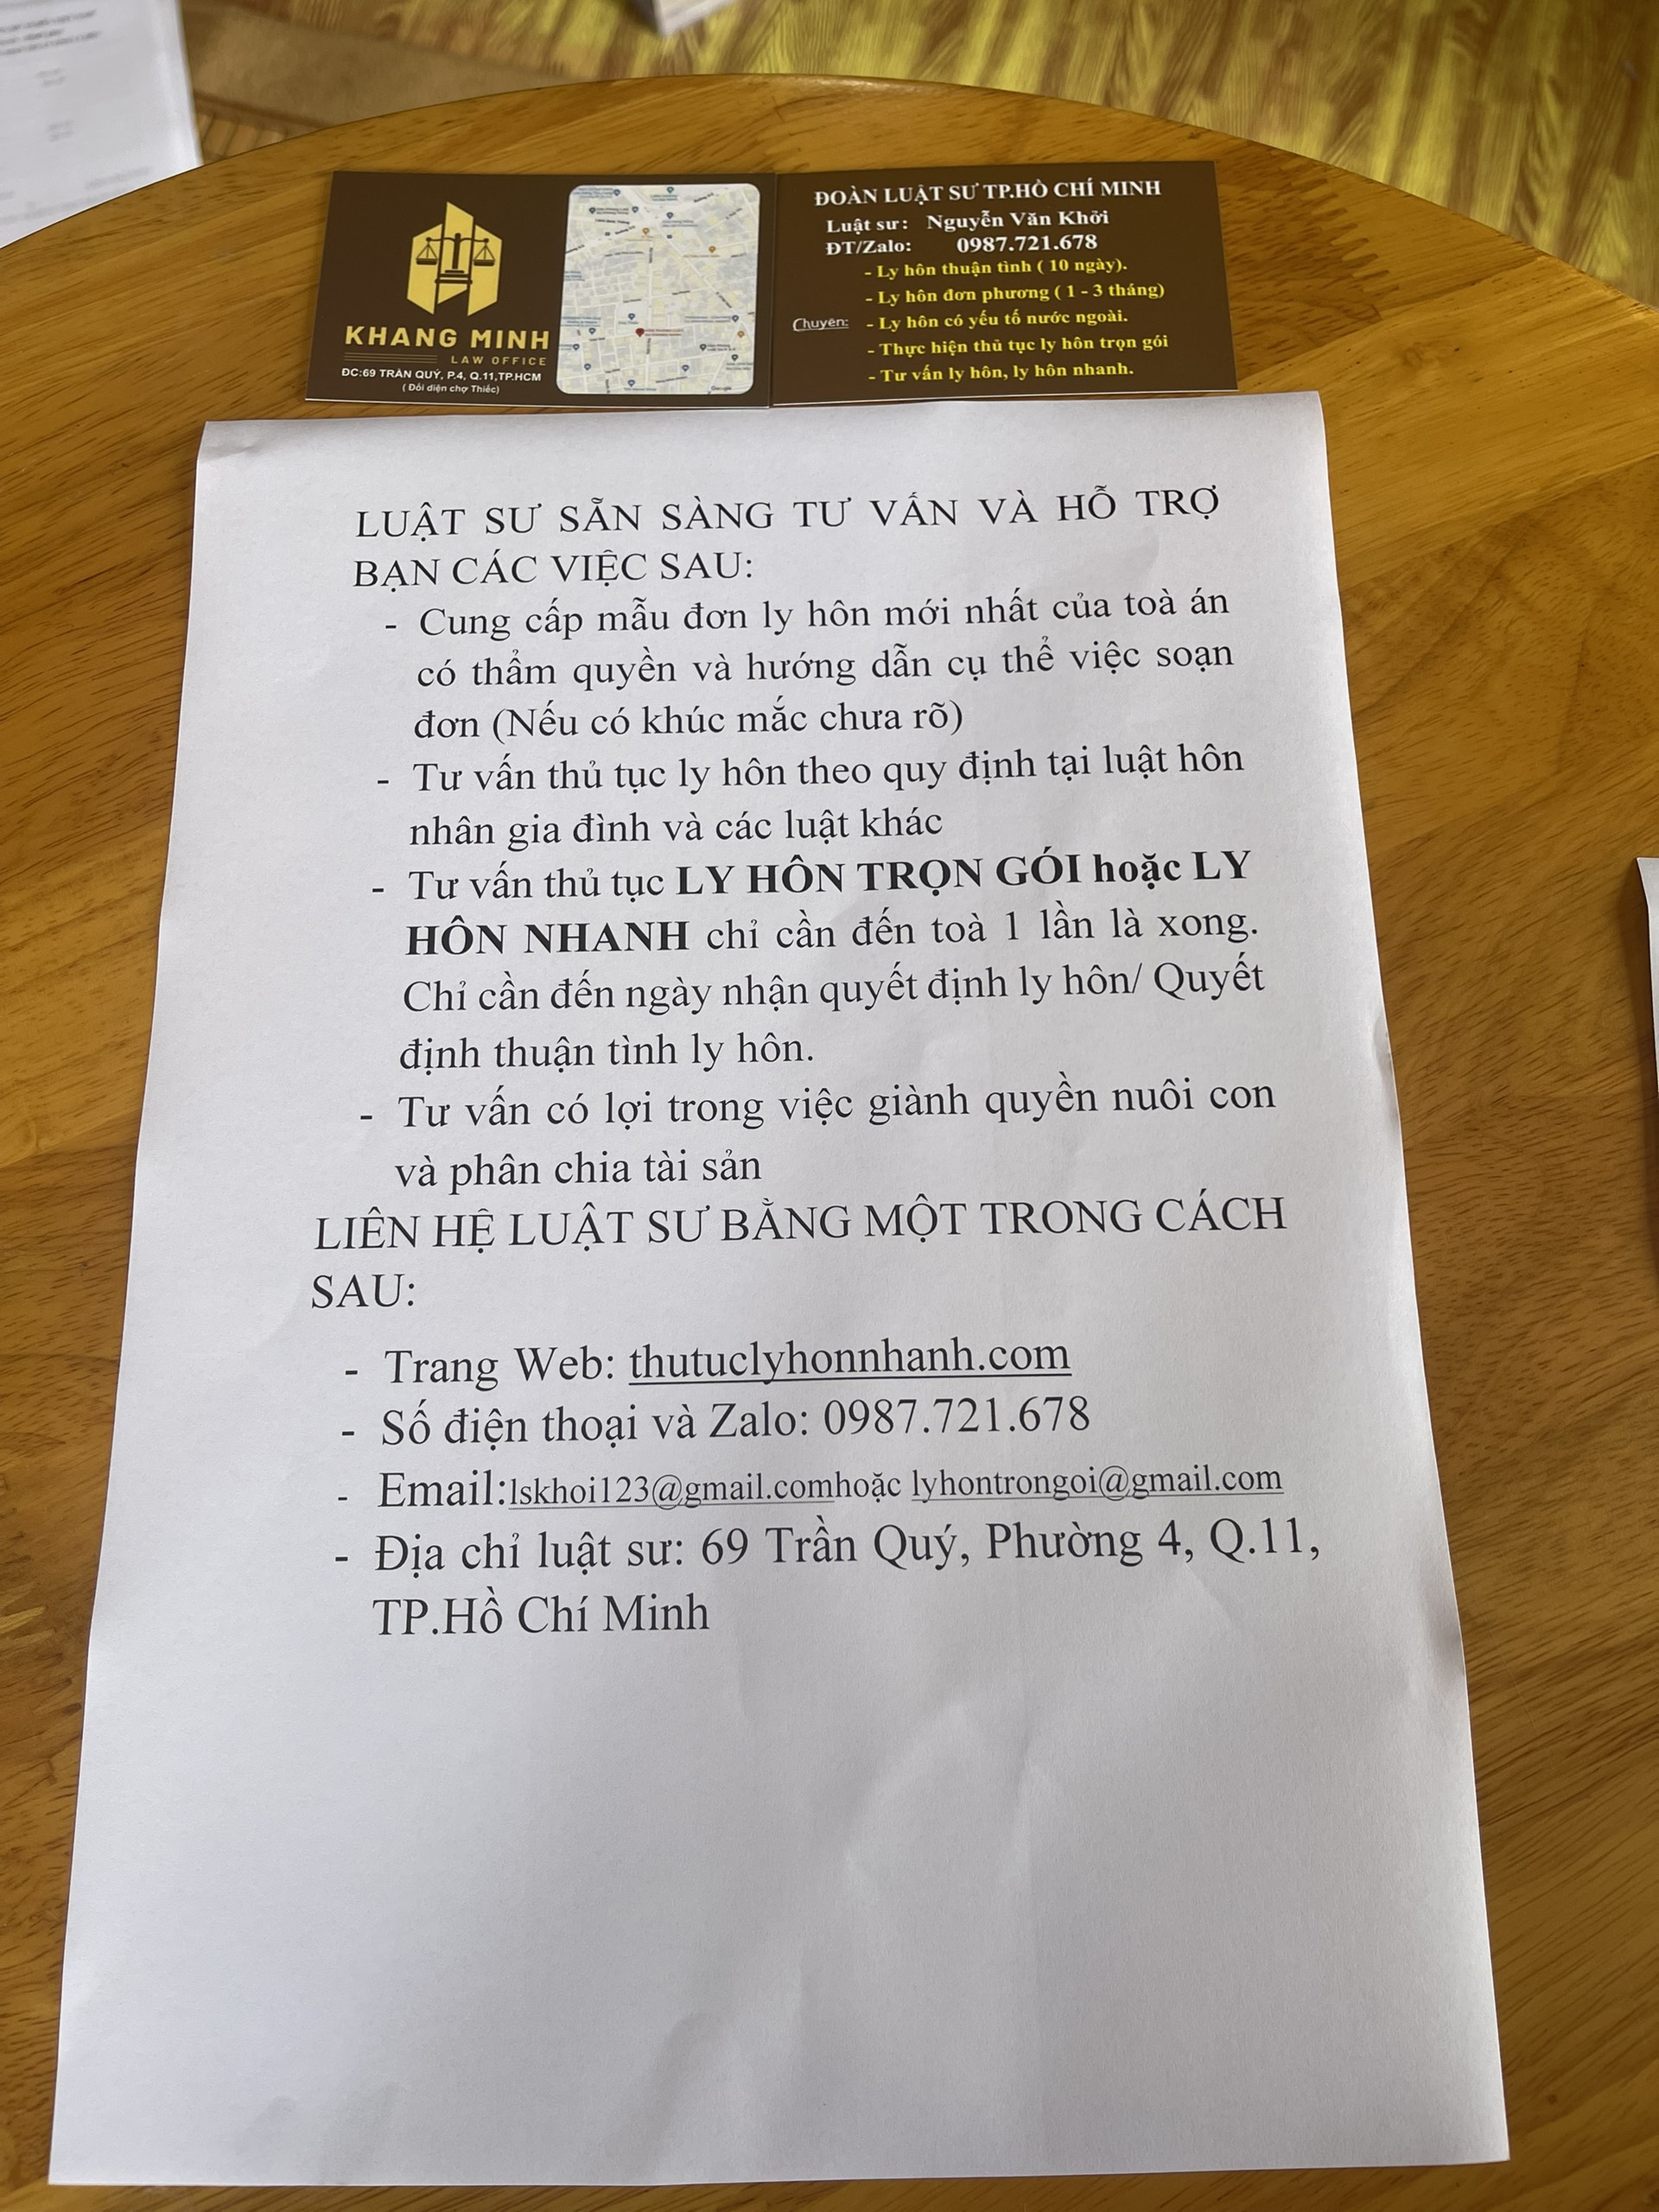 KHANG MINH
LAW OFFICE
ĐC:69 TRẦN QUÝ, P.4, Q.11,TP.HCM
( Đối diện chợ Thiếc)
ĐOÀN LUẬT SƯ TP.HỒ CHÍ MINH
Luật sư: Nguyễn Văn Khởi
ĐT/Zalo: 0987.721.678
- Ly hôn thuận tình ( 10 ngày).
- Ly hôn đơn phương ( 1 - 3 tháng)
Chuyên: - Ly hôn có yếu tố nước ngoài.
- Thực hiện thủ tục ly hôn trọn gói
- Tư vấn ly hôn, ly hôn nhanh.
LUẬT SƯ SẴN SÀNG TƯ VẤN VÀ HỖ TRỢ
BẠN CÁC VIỆC SAU:
- Cung cấp mẫu đơn ly hôn mới nhất của toà án
có thẩm quyền và hướng dẫn cụ thể việc soạn
đơn (Nếu có khúc mắc chưa rõ)
- Tư vấn thủ tục ly hôn theo quy định tại luật hôn
nhân gia đình và các luật khác
- Tư vấn thủ tục LY HÔN TRỌN GÓI hoặc LY
HÔN NHANH chỉ cần đến toà 1 lần là xong.
Chỉ cần đến ngày nhận quyết định ly hôn/ Quyết
định thuận tình ly hôn.
- Tư vấn có lợi trong việc giành quyền nuôi con
và phân chia tài sản
LIÊN HỆ LUẬT SƯ BẰNG MỘT TRONG CÁCH
SAU:
- Trang Web: thutuclyhonnhanh.com
- Số điện thoại và Zalo: 0987.721.678
- Email:lskhoi123@gmail.comhoặc lyhontrongoi@gmail.com
- Địa chỉ luật sư: 69 Trần Quý, Phường 4, Q.11,
TP.Hồ Chí Minh